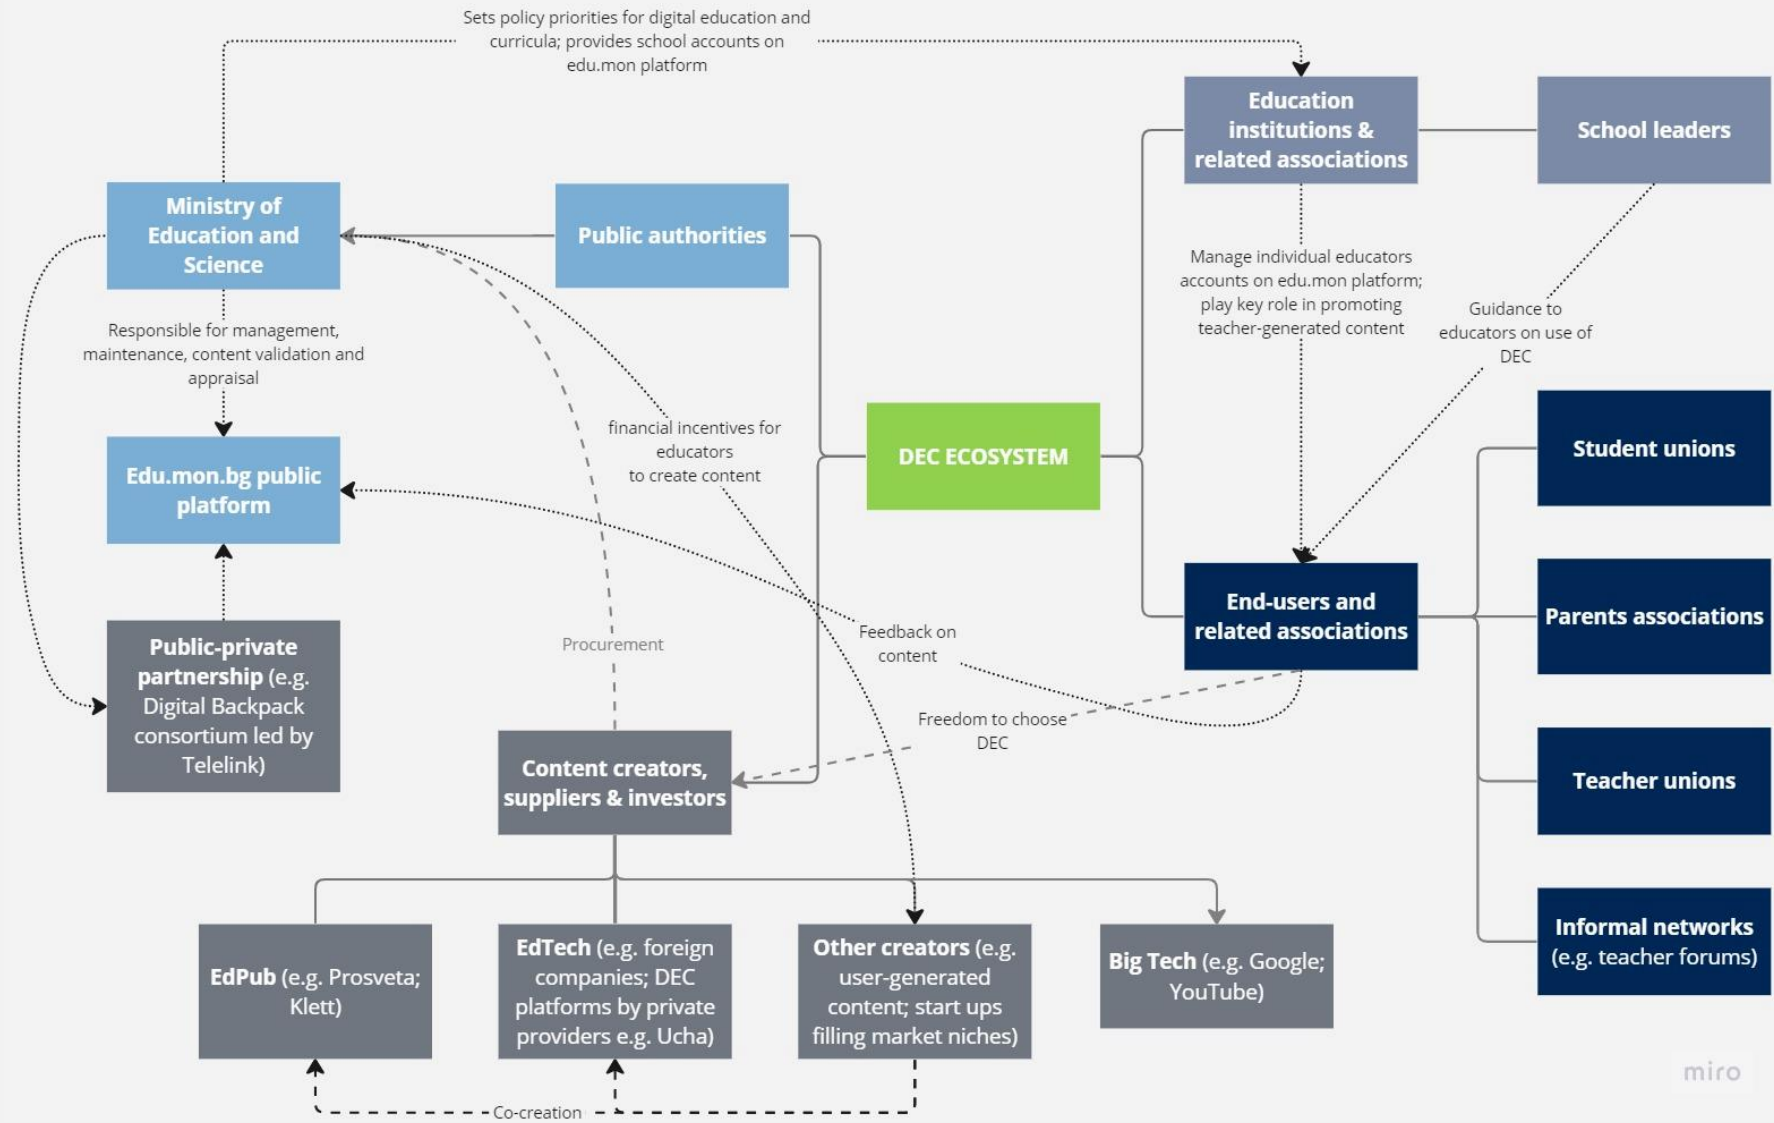 Sets policy priorities for digital education and
curricula; provides school accounts on
edu.mon platform
Education
institutions &
related associations
School leaders
Ministry of
Education and
Science
Public authorities
Manage individual educators
accounts on edu.mon platform;
play key role in promoting
teacher-generated content
Guidance to
educators on use of
DEC
Responsible for management,
maintenance, content validation and
appraisal
financial incentives for
educators
to create content
DEC ECOSYSTEM
Student unions
Edu.mon.bg public
platform
End-users and
related associations
Parents associations
Feedback on
content
Procurement
Public-private
partnership (e.g.
Digital Backpack
consortium led by
Telelink)
Freedom to choose
DEC
Content creators,
suppliers & investors
Teacher unions
EdPub (e.g. Prosveta;
Klett)
EdTech (e.g. foreign
companies; DEC
platforms by private
providers e.g. Ucha)
Other creators (e.g.
user-generated
content; start ups
filling market niches)
Big Tech (e.g. Google;
YouTube)
Informal networks
(e.g. teacher forums)
Co-creation
miro